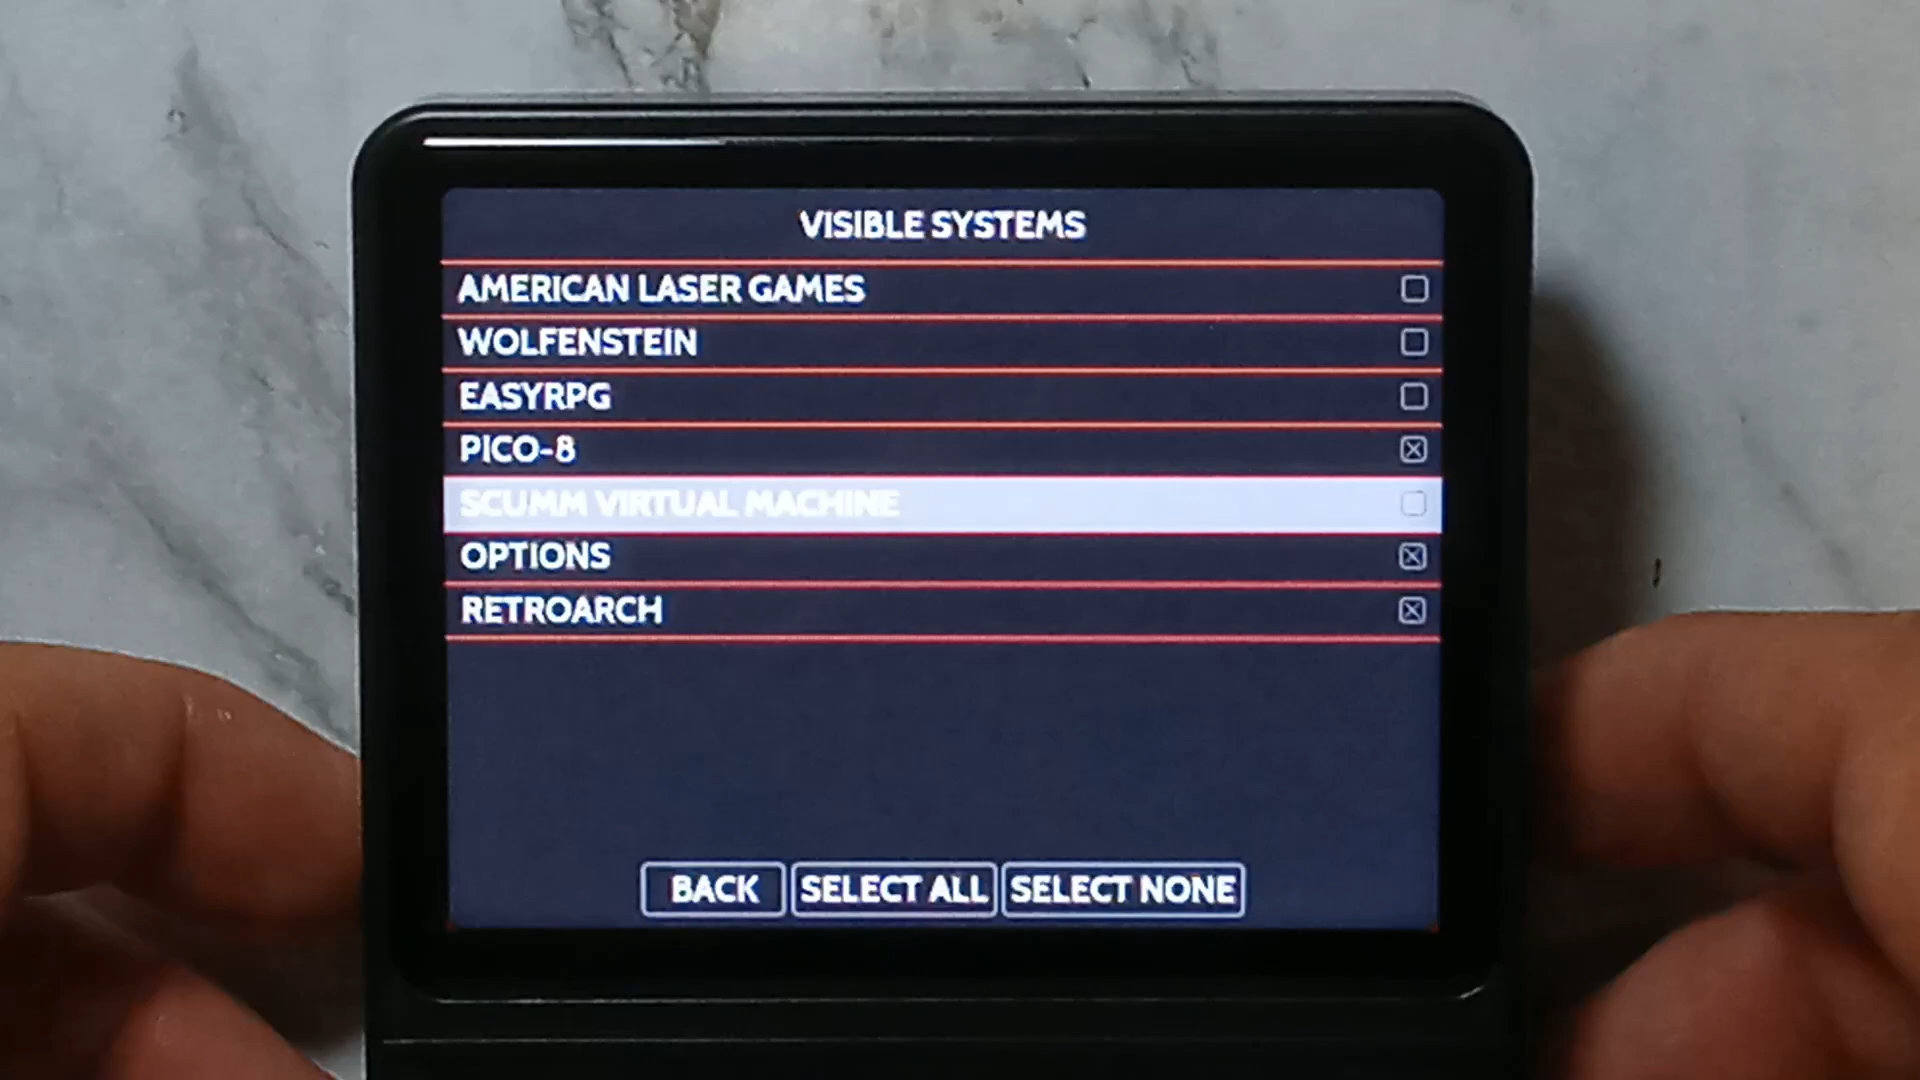 VISIBLE SYSTEMS
AMERICAN LASER GAMES
WOLFENSTEIN
EASYRPG
PICO-8
SCUMM VIRTUAL MACHINE
OPTIONS
RETROARCH
BACK SELECT ALL SELECT NONE